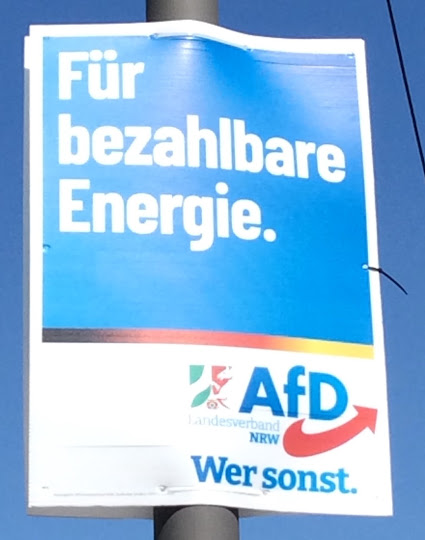 Für
bezahlbare
Energie.
AfD
Landesverband
NRW
Wer sonst.